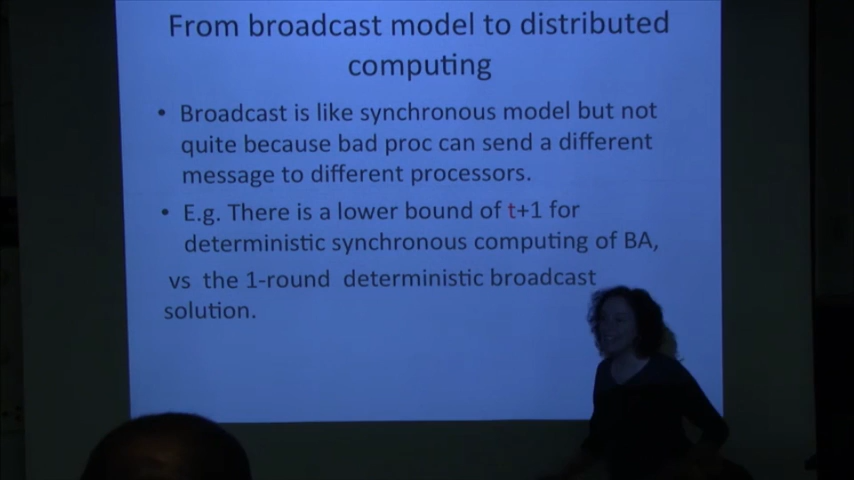 From broadcast model to distributed
computing
• Broadcast is like synchronous model but not
quite because bad proc can send a different
message to different processors.
• E.g. There is a lower bound of t+1 for
deterministic synchronous computing of BA,
vs the 1-round deterministic broadcast
solution.